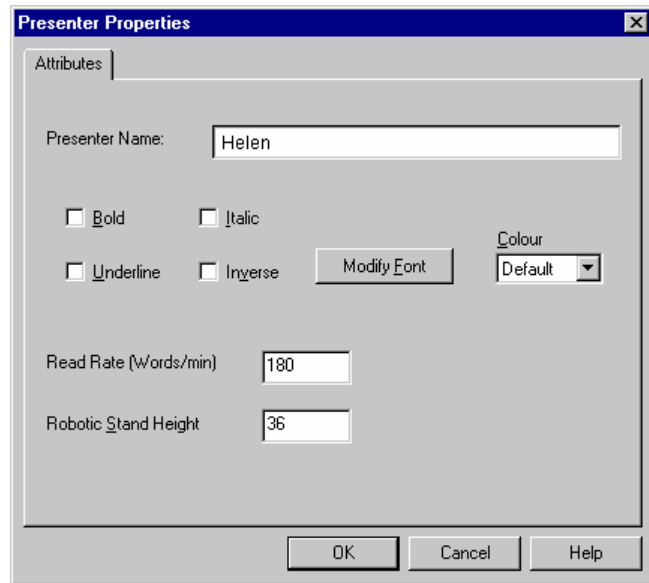 Presenter Properties
Attributes
Presenter Name: Helen
Bold Italic
Colour
Underline Inverse Modify Font Default
Read Rate (Words/min) 180
Robotic Stand Height 36
OK Cancel Help